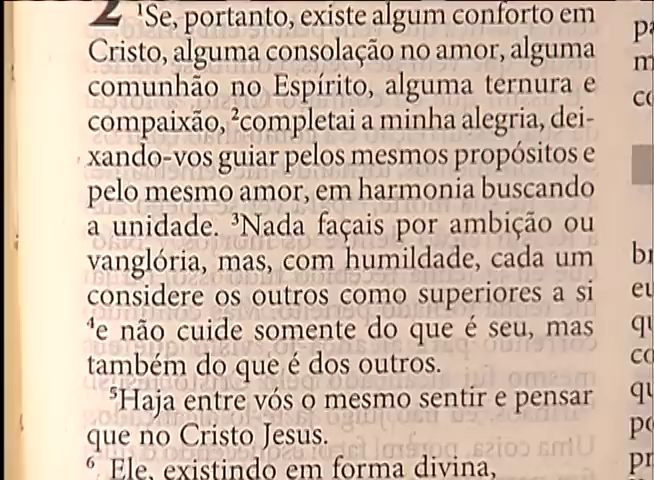 2 ¹Se, portanto, existe algum conforto em
Cristo, alguma consolação no amor, alguma
comunhão no Espírito, alguma ternura e
compaixão, ²completai a minha alegria, dei-
xando-vos guiar pelos mesmos propósitos e
pelo mesmo amor, em harmonia buscando
a unidade. ³Nada façais por ambição ou
vanglória, mas, com humildade, cada um
considere os outros como superiores a si
⁴e não cuide somente do que é seu, mas
também do que é dos outros.
⁵Haja entre vós o mesmo sentir e pensar
que no Cristo Jesus.
⁶ Ele, existindo em forma divina,